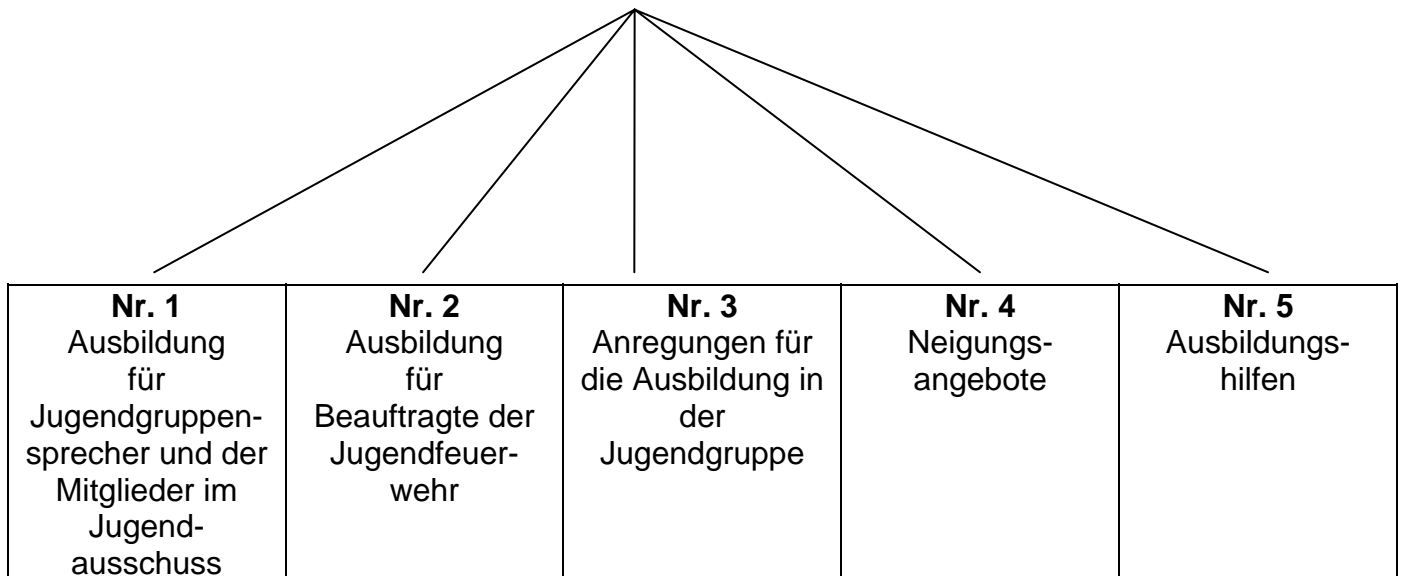 Nr. 1
Ausbildung
für
Jugendgruppen-
sprecher und der
Mitglieder im
Jugend-
ausschuss
Nr. 2
Ausbildung
für
Beauftragte der
Jugendfeuer-
wehr
Nr. 3
Anregungen für
die Ausbildung in
der
Jugendgruppe
Nr. 4
Neigungs-
angebote
Nr. 5
Ausbildungs-
hilfen